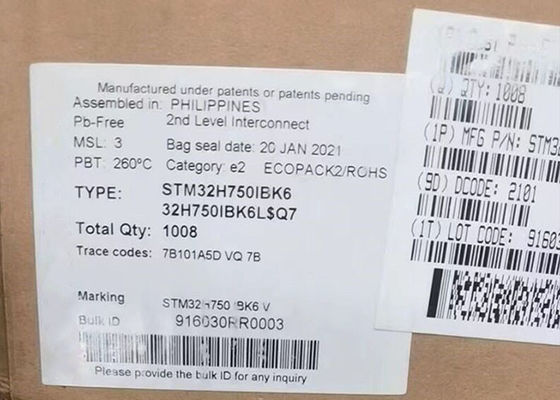 Manufactured under patents or patents pending
Assembled in: PHILIPPINES
Pb-Free 2nd Level Interconnect
MSL: 3 Bag seal date: 20 JAN 2021
PBT: 260ºC Category: e2 ECOPACK2/ROHS
TYPE: STM32H750IBK6
32H750IBK6L$Q7
Total Qty: 1008
Trace codes: 7B101A5D VQ 7B
Marking STM32H750IBK6 V
Bulk ID 916030RR0003
Please provide the bulk ID for any inquiry
(Q) QTY: 1008
(1P) MFG P/N: STM3
(9D) DCODE: 2101
(1T) LOT CODE: 91603